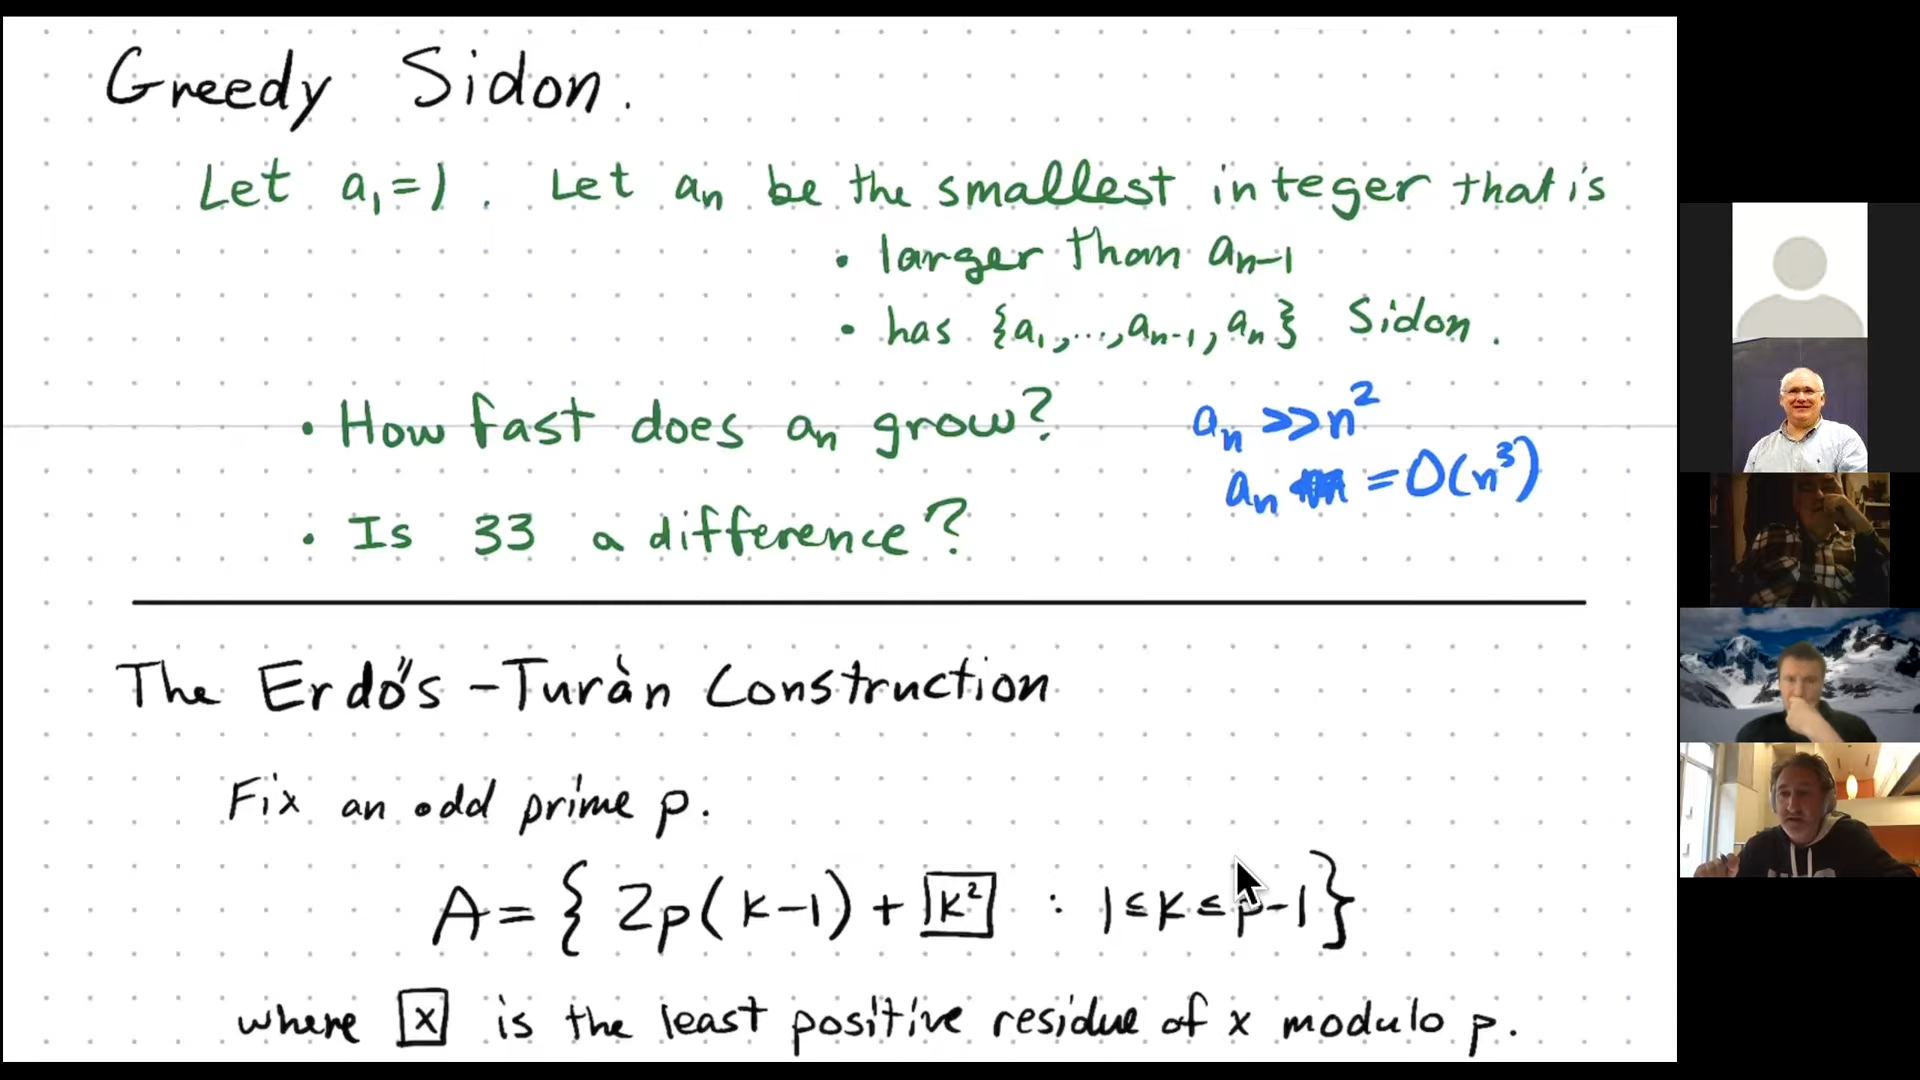 Greedy Sidon.
Let a₁=1. Let aₙ be the smallest integer that is
• larger than aₙ₋₁
• has {a₁,...,aₙ₋₁,aₙ} Sidon.
• How fast does aₙ grow? aₙ >> n²
aₙ = O(n³)
• Is 33 a difference?
The Erdős-Turàn Construction
Fix an odd prime p.
A = { 2p(k-1) + [k²] : 1≤k≤p-1}
where [x] is the least positive residue of x modulo p.